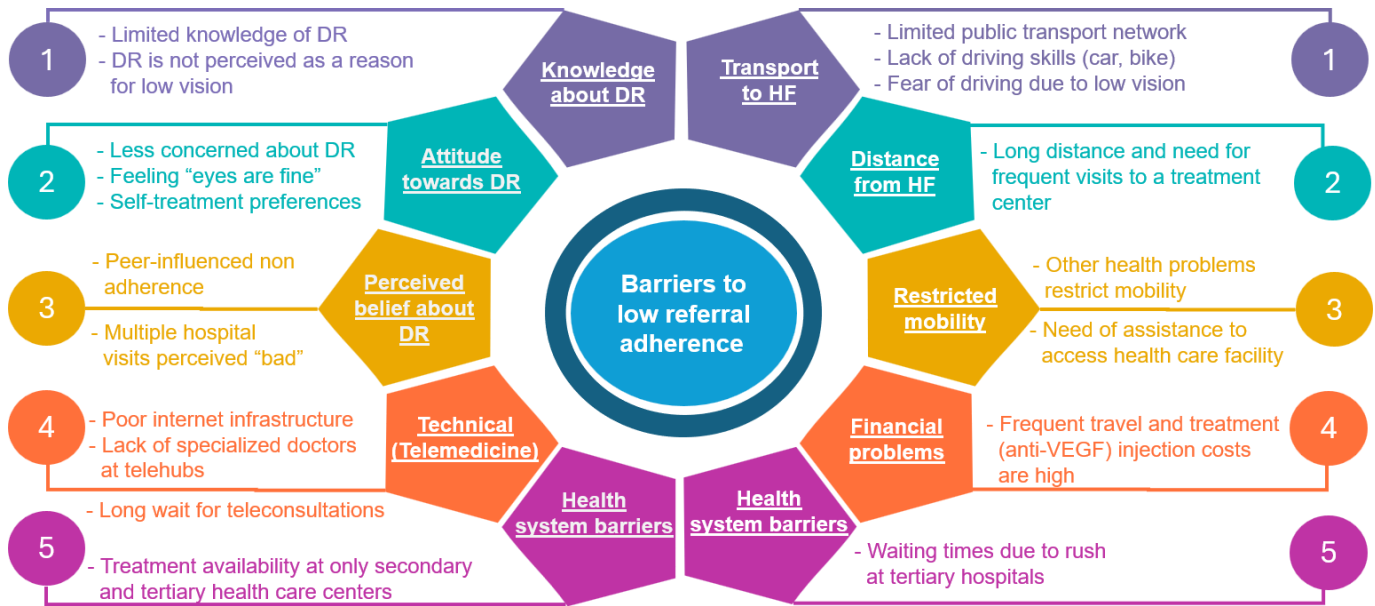 1
- Limited knowledge of DR
- DR is not perceived as a reason
for low vision
Knowledge
about DR
2
- Less concerned about DR
- Feeling “eyes are fine”
- Self-treatment preferences
Attitude
towards DR
3
- Peer-influenced non
adherence
- Multiple hospital
visits perceived “bad”
Perceived
belief about
DR
4
- Poor internet infrastructure
- Lack of specialized doctors
at telehubs
- Long wait for teleconsultations
Technical
(Telemedicine)
5
- Treatment availability at only secondary
and tertiary health care centers
Health
system barriers
Barriers to
low referral
adherence
Transport
to HF
- Limited public transport network
- Lack of driving skills (car, bike)
- Fear of driving due to low vision
1
Distance
from HF
- Long distance and need for
frequent visits to a treatment
center
2
Restricted
mobility
- Other health problems
restrict mobility
- Need of assistance to
access health care facility
3
Financial
problems
- Frequent travel and treatment
(anti-VEGF) injection costs
are high
4
Health
system barriers
- Waiting times due to rush
at tertiary hospitals
5